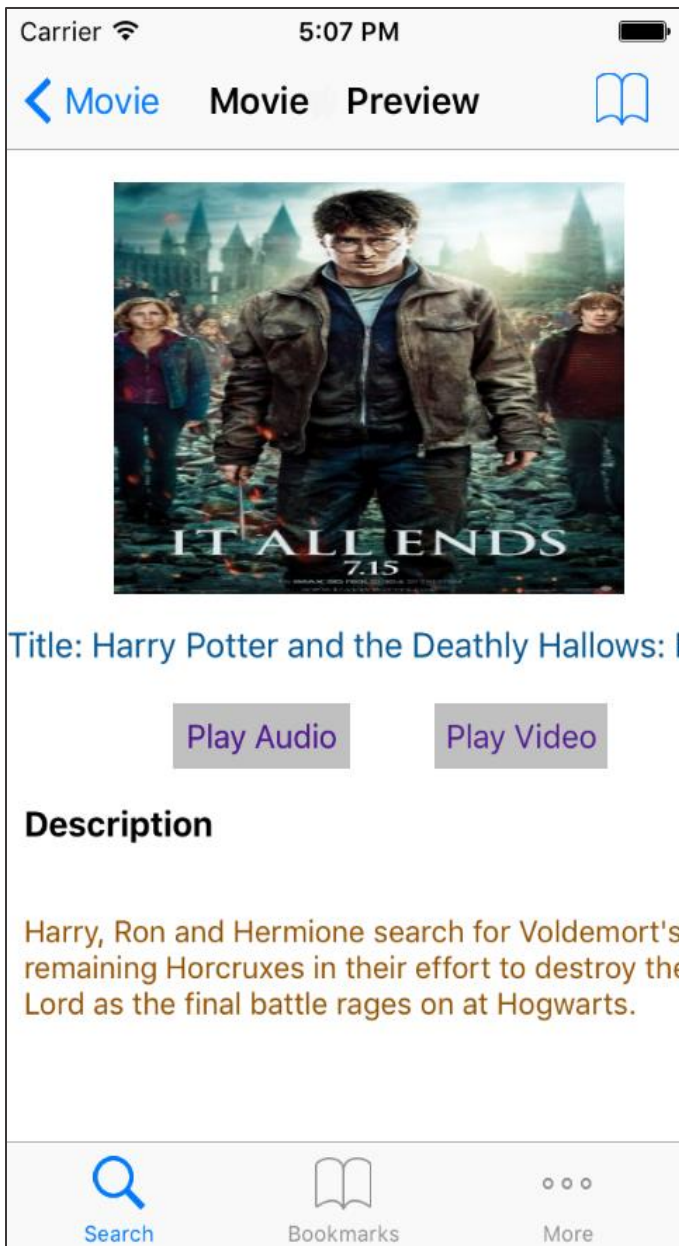 Carrier 5:07 PM
Movie Movie Preview
IT ALL ENDS
7.15
Title: Harry Potter and the Deathly Hallows:
Play Audio Play Video
Description
Harry, Ron and Hermione search for Voldemort's
remaining Horcruxes in their effort to destroy the
Lord as the final battle rages on at Hogwarts.
Search Bookmarks More